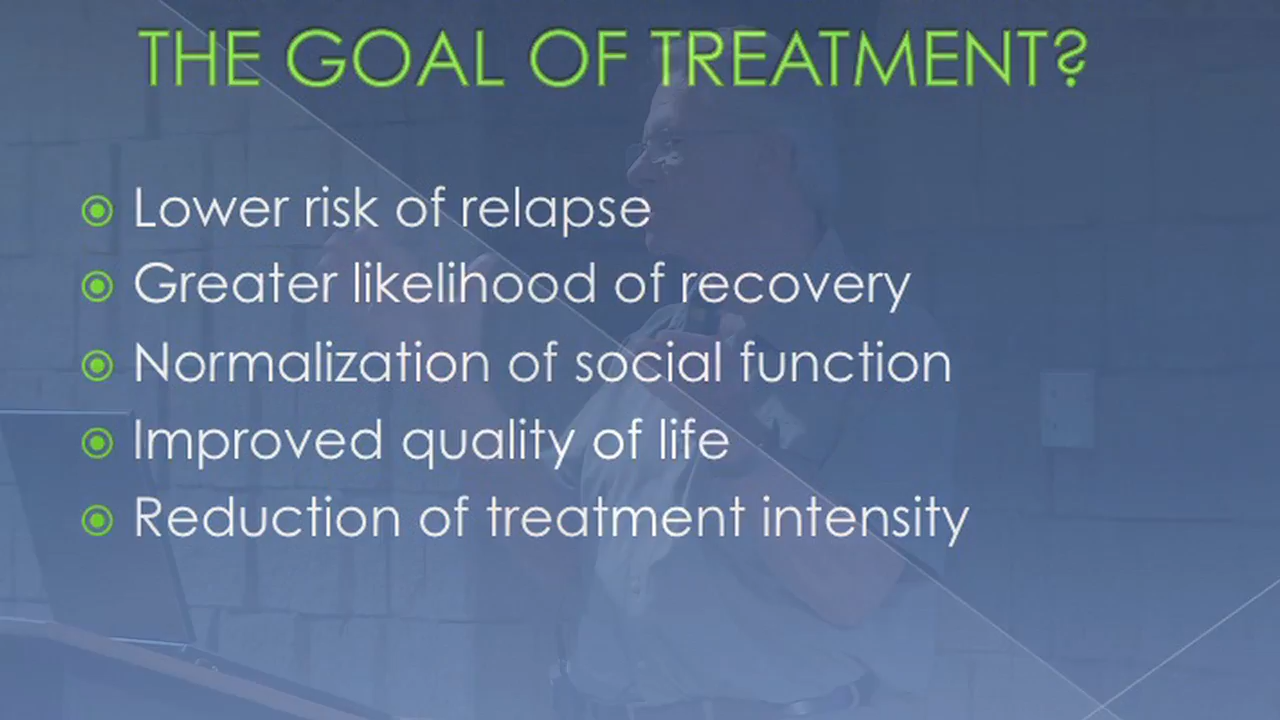 THE GOAL OF TREATMENT?
Lower risk of relapse
Greater likelihood of recovery
Normalization of social function
Improved quality of life
Reduction of treatment intensity